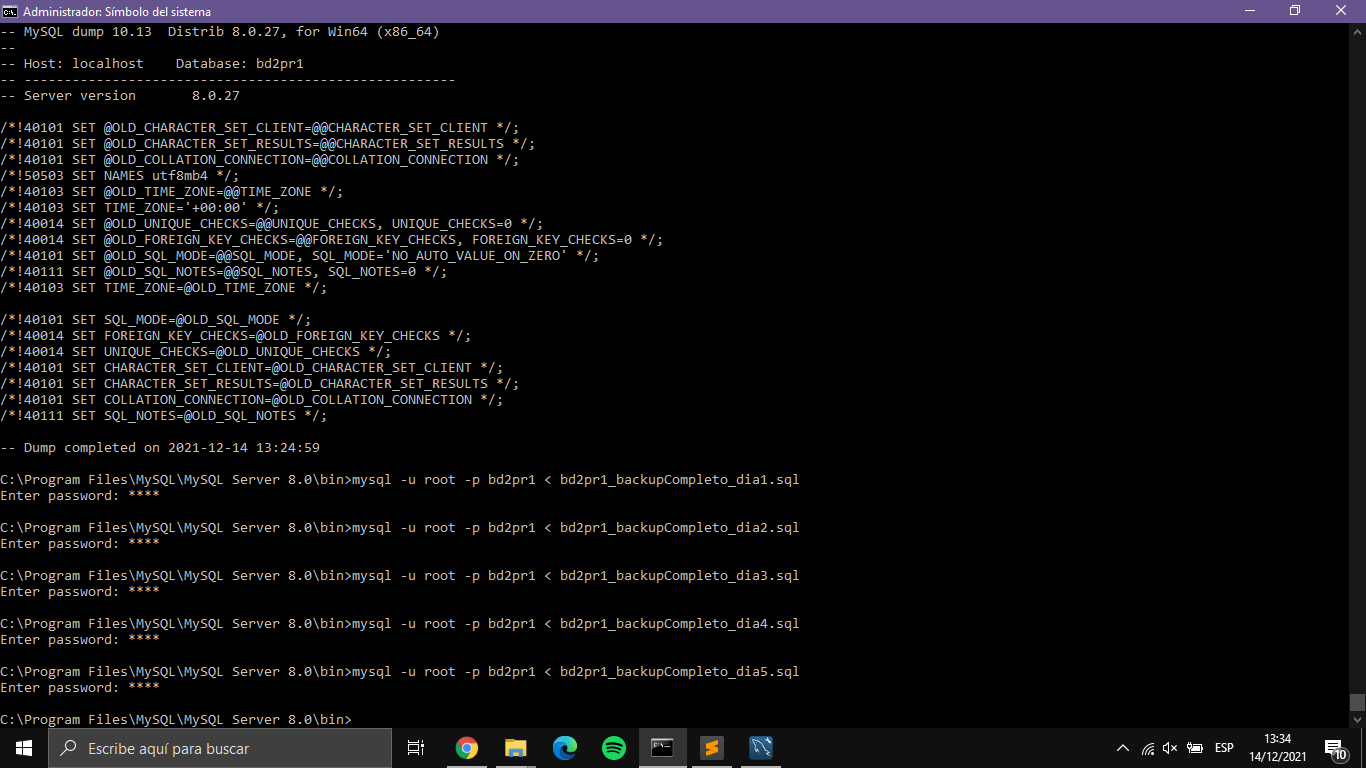 Administrador: Símbolo del sistema
-- MySQL dump 10.13  Distrib 8.0.27, for Win64 (x86_64)
--
-- Host: localhost    Database: bd2pr1
-- ------------------------------------------------------
-- Server version       8.0.27
/*!40101 SET @OLD_CHARACTER_SET_CLIENT=@@CHARACTER_SET_CLIENT */;
/*!40101 SET @OLD_CHARACTER_SET_RESULTS=@@CHARACTER_SET_RESULTS */;
/*!40101 SET @OLD_COLLATION_CONNECTION=@@COLLATION_CONNECTION */;
/*!50503 SET NAMES utf8mb4 */;
/*!40103 SET @OLD_TIME_ZONE=@@TIME_ZONE */;
/*!40103 SET TIME_ZONE='+00:00' */;
/*!40014 SET @OLD_UNIQUE_CHECKS=@@UNIQUE_CHECKS, UNIQUE_CHECKS=0 */;
/*!40014 SET @OLD_FOREIGN_KEY_CHECKS=@@FOREIGN_KEY_CHECKS, FOREIGN_KEY_CHECKS=0 */;
/*!40101 SET @OLD_SQL_MODE=@@SQL_MODE, SQL_MODE='NO_AUTO_VALUE_ON_ZERO' */;
/*!40111 SET @OLD_SQL_NOTES=@@SQL_NOTES, SQL_NOTES=0 */;
/*!40103 SET TIME_ZONE=@OLD_TIME_ZONE */;
/*!40101 SET SQL_MODE=@OLD_SQL_MODE */;
/*!40014 SET FOREIGN_KEY_CHECKS=@OLD_FOREIGN_KEY_CHECKS */;
/*!40014 SET UNIQUE_CHECKS=@OLD_UNIQUE_CHECKS */;
/*!40101 SET CHARACTER_SET_CLIENT=@OLD_CHARACTER_SET_CLIENT */;
/*!40101 SET CHARACTER_SET_RESULTS=@OLD_CHARACTER_SET_RESULTS */;
/*!40101 SET COLLATION_CONNECTION=@OLD_COLLATION_CONNECTION */;
/*!40111 SET SQL_NOTES=@OLD_SQL_NOTES */;
-- Dump completed on 2021-12-14 13:24:59
C:\Program Files\MySQL\MySQL Server 8.0\bin>mysql -u root -p bd2pr1 < bd2pr1_backupCompleto_dia1.sql
Enter password: ****
C:\Program Files\MySQL\MySQL Server 8.0\bin>mysql -u root -p bd2pr1 < bd2pr1_backupCompleto_dia2.sql
Enter password: ****
C:\Program Files\MySQL\MySQL Server 8.0\bin>mysql -u root -p bd2pr1 < bd2pr1_backupCompleto_dia3.sql
Enter password: ****
C:\Program Files\MySQL\MySQL Server 8.0\bin>mysql -u root -p bd2pr1 < bd2pr1_backupCompleto_dia4.sql
Enter password: ****
C:\Program Files\MySQL\MySQL Server 8.0\bin>mysql -u root -p bd2pr1 < bd2pr1_backupCompleto_dia5.sql
Enter password: ****
C:\Program Files\MySQL\MySQL Server 8.0\bin>
Escribe aquí para buscar
ESP
13:34
14/12/2021
10